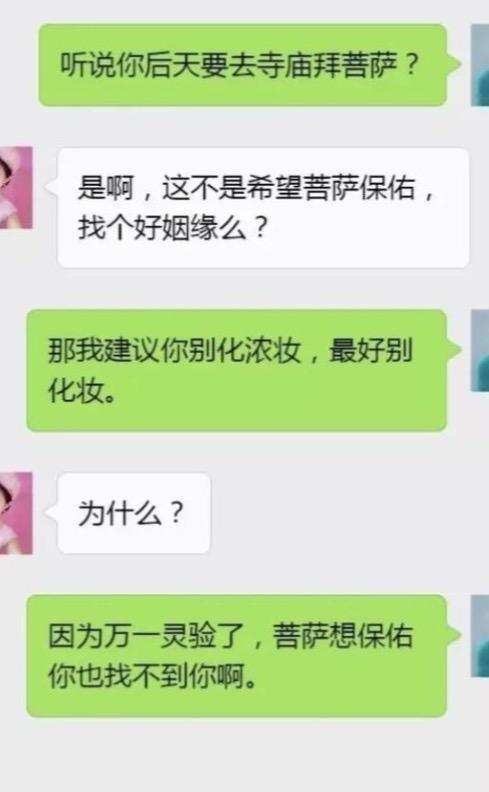 听说你后天要去寺庙拜菩萨？
是啊，这不是希望菩萨保佑，
找个好姻缘么？
那我建议你别化浓妆，最好别
化妆。
为什么？
因为万一灵验了，菩萨想保佑
你也找不到你啊。